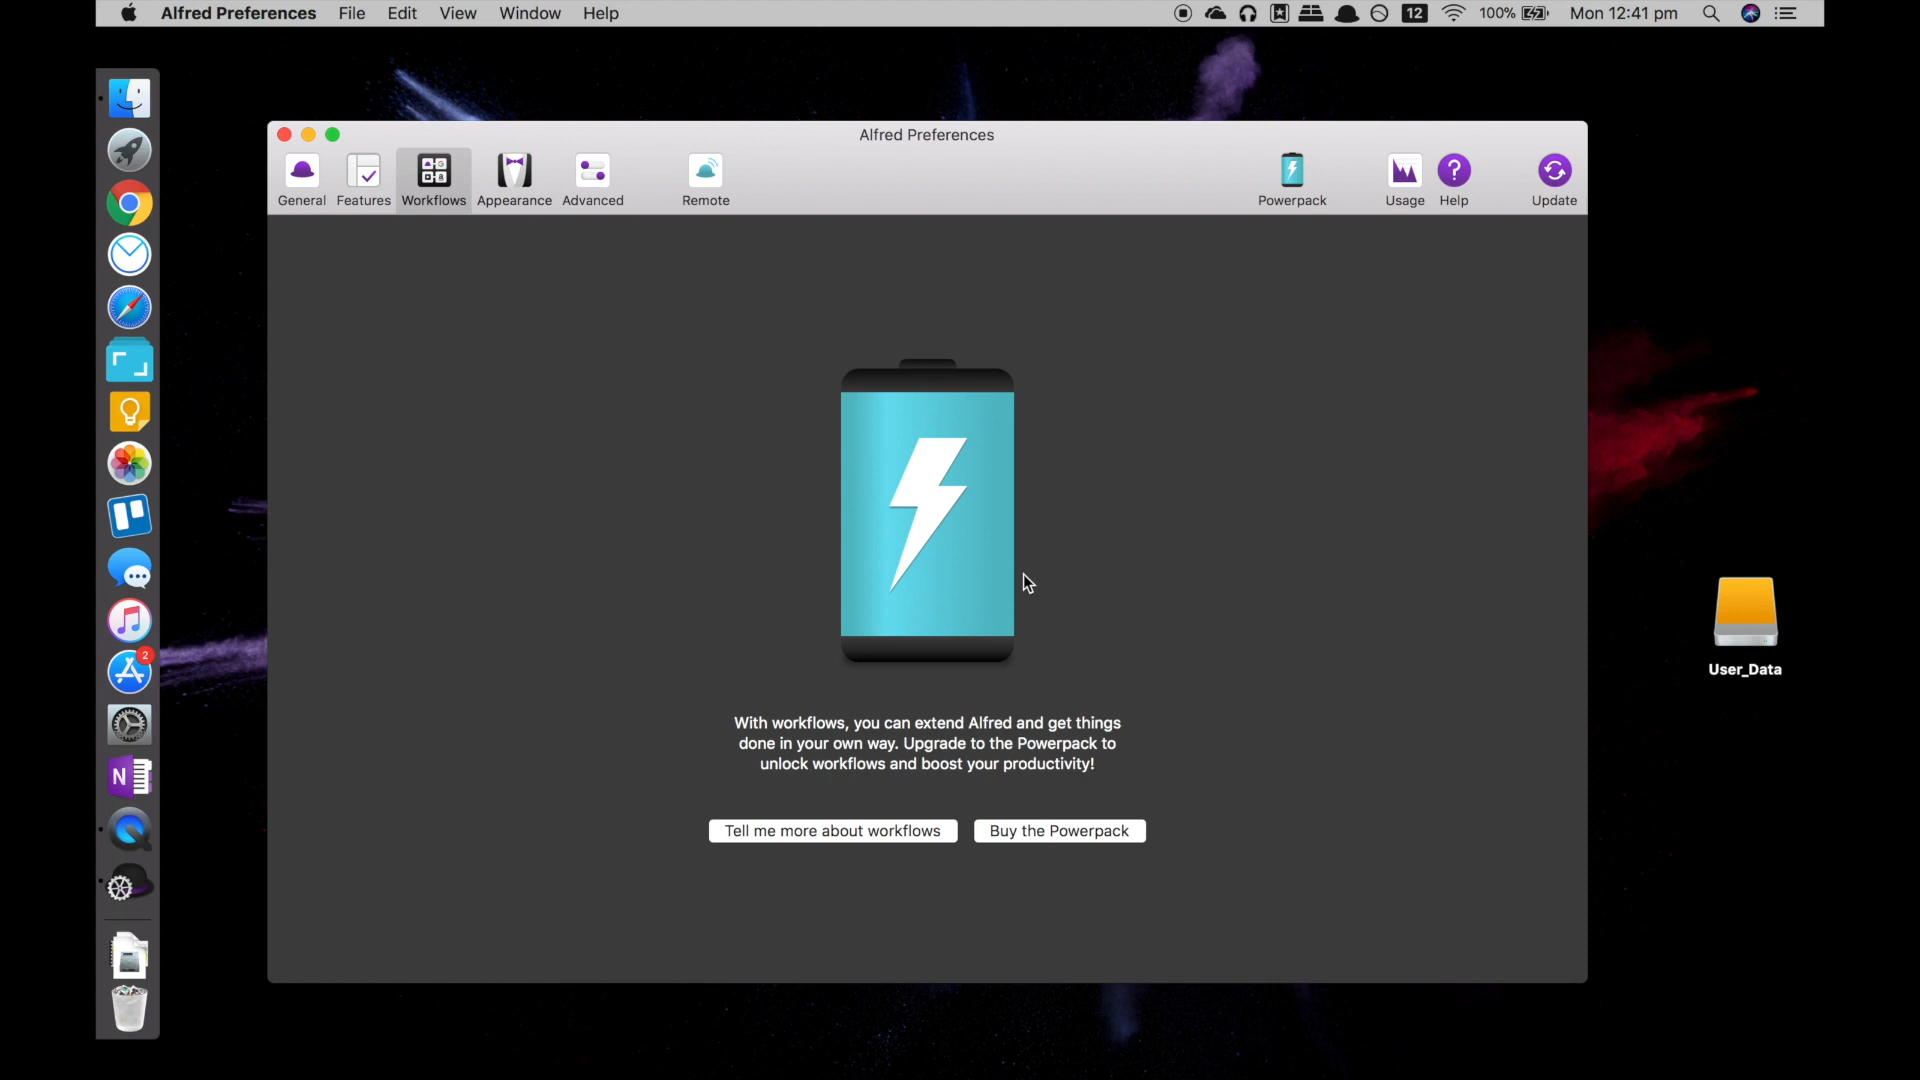 Alfred Preferences File Edit View Window Help 12 100% Mon 12:41 pm
Alfred Preferences
General Features Workflows Appearance Advanced Remote Powerpack Usage Help Update
2
N
With workflows, you can extend Alfred and get things
done in your own way. Upgrade to the Powerpack to
unlock workflows and boost your productivity!
Tell me more about workflows Buy the Powerpack
User_Data